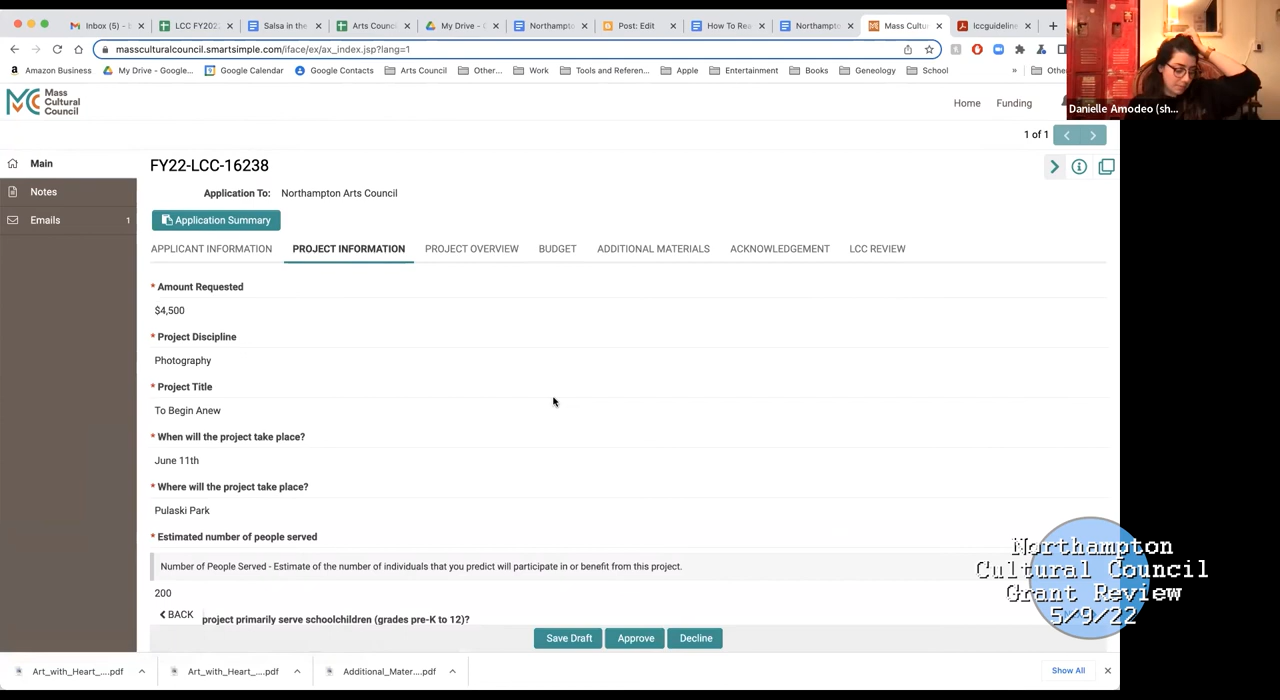 Inbox (5) -
LCC FY202
Salsa in the
Arts Counci
My Drive -
Northampto
Post: Edit
How To Rea
Northampto
Mass Cultur
lccguideline
massculturalcouncil.smartsimple.com/iface/ex/ax_index.jsp?lang=1
Amazon Business
My Drive - Google...
Google Calendar
Google Contacts
Arts Council
Other...
Work
Tools and Referen...
Apple
Entertainment
Books
Geneology
School
»
Othe
Danielle Amodeo (sh...
Mass
Cultural
Council
Home
Funding
1 of 1
Main
Notes
Emails
1
FY22-LCC-16238
Application To: Northampton Arts Council
Application Summary
APPLICANT INFORMATION
PROJECT INFORMATION
PROJECT OVERVIEW
BUDGET
ADDITIONAL MATERIALS
ACKNOWLEDGEMENT
LCC REVIEW
* Amount Requested
$4,500
* Project Discipline
Photography
* Project Title
To Begin Anew
* When will the project take place?
June 11th
* Where will the project take place?
Pulaski Park
* Estimated number of people served
Number of People Served - Estimate of the number of individuals that you predict will participate in or benefit from this project.
200
BACK
project primarily serve schoolchildren (grades pre-K to 12)?
Save Draft
Approve
Decline
Northampton
Cultural Council
Grant Review
5/9/22
Art_with_Heart_....pdf
Art_with_Heart_....pdf
Additional_Mater....pdf
Show All